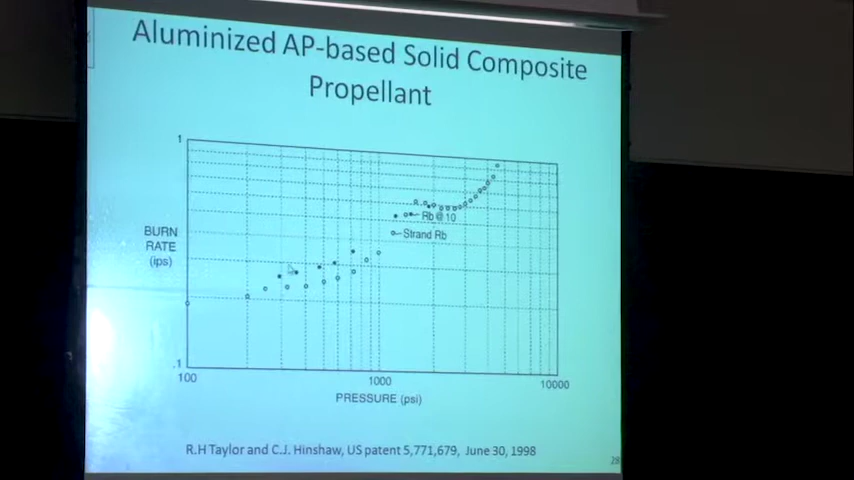 Aluminized AP-based Solid Composite
Propellant
1
Rb @ 10
Strand Rb
BURN
RATE
(ips)
.1
100
1000
10000
PRESSURE (psi)
R.H Taylor and C.J. Hinshaw, US patent 5,771,679, June 30, 1998
28